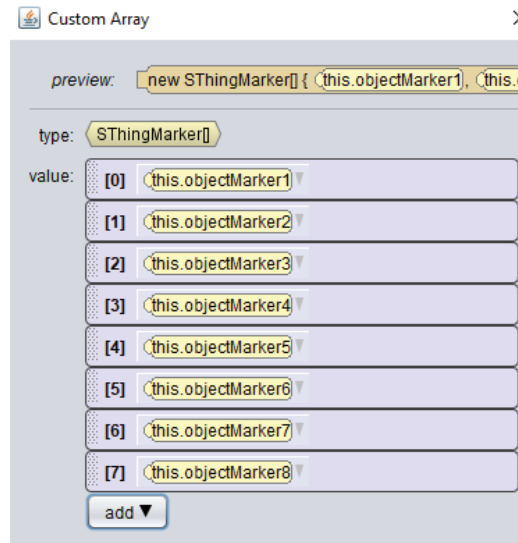 Custom Array
preview: new SThingMarker[] { this.objectMarker1, this.
type: SThingMarker[]
value: [0] this.objectMarker1
[1] this.objectMarker2
[2] this.objectMarker3
[3] this.objectMarker4
[4] this.objectMarker5
[5] this.objectMarker6
[6] this.objectMarker7
[7] this.objectMarker8
add